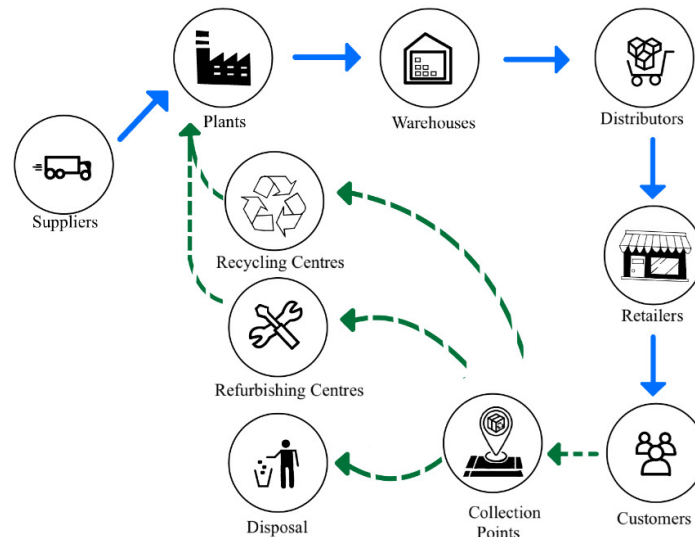 Plants
Warehouses
Distributors
Suppliers
Recycling Centres
Retailers
Refurbishing Centres
Collection
Points
Customers
Disposal